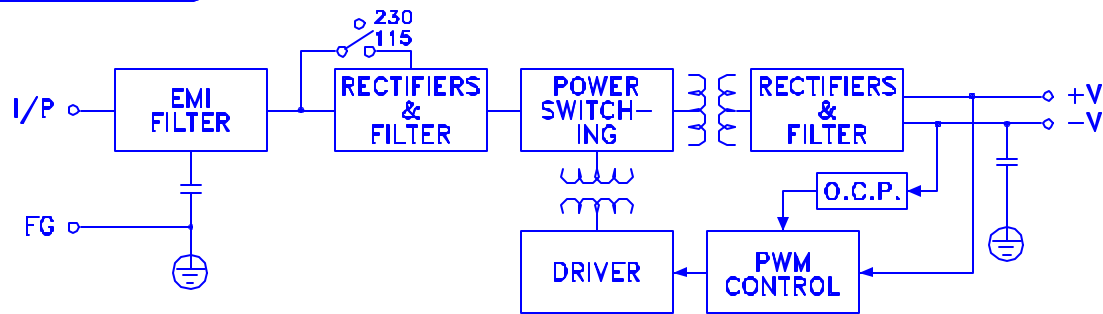 230
115
I/P
EMI
FILTER
RECTIFIERS
&
FILTER
POWER
SWITCH-
ING
RECTIFIERS
&
FILTER
+V
-V
O.C.P.
FG
DRIVER
PWM
CONTROL